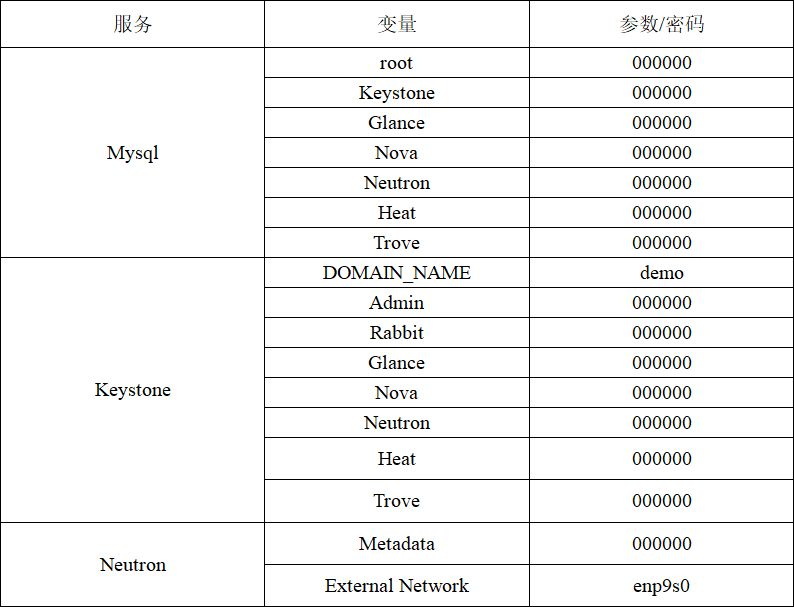 服务 变量 参数/密码
Mysql root 000000
Keystone 000000
Glance 000000
Nova 000000
Neutron 000000
Heat 000000
Trove 000000
Keystone DOMAIN_NAME demo
Admin 000000
Rabbit 000000
Glance 000000
Nova 000000
Neutron 000000
Heat 000000
Trove 000000
Neutron Metadata 000000
External Network enp9s0